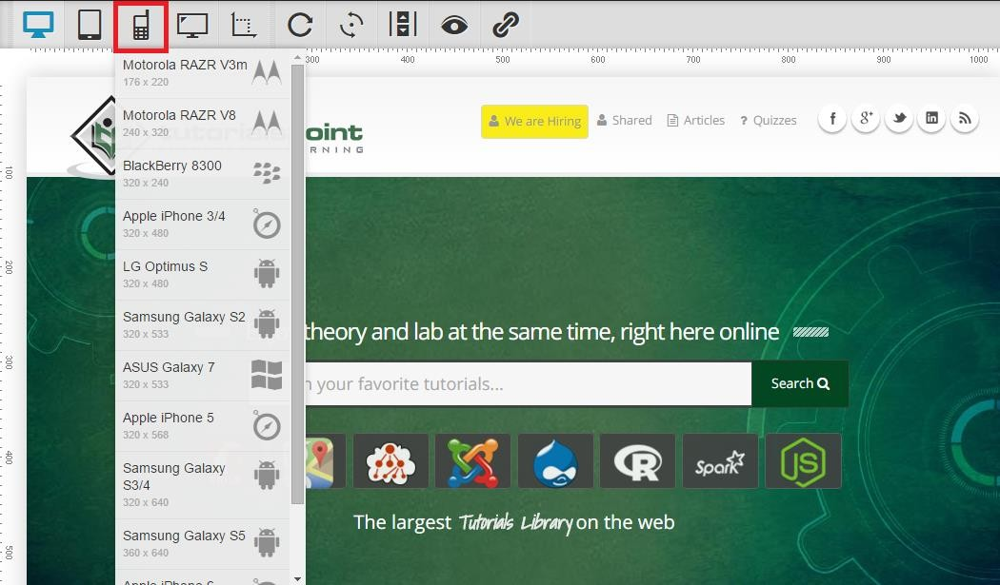 300 400 500 600 700 800 900 1000
Motorola RAZR V3m
176 x 220
Motorola RAZR V8
240 x 320
BlackBerry 8300
320 x 240
Apple iPhone 3/4
320 x 480
LG Optimus S
320 x 480
Samsung Galaxy S2
320 x 533
ASUS Galaxy 7
320 x 533
Apple iPhone 5
320 x 568
Samsung Galaxy
S3/4
320 x 640
Samsung Galaxy S5
360 x 640
100
200
300
400
500
oint
RNING
We are Hiring
Shared
Articles
? Quizzes
f
g+
in
theory and lab at the same time, right here online
your favorite tutorials...
Search
R
Spark
JS
The largest Tutorials Library on the web